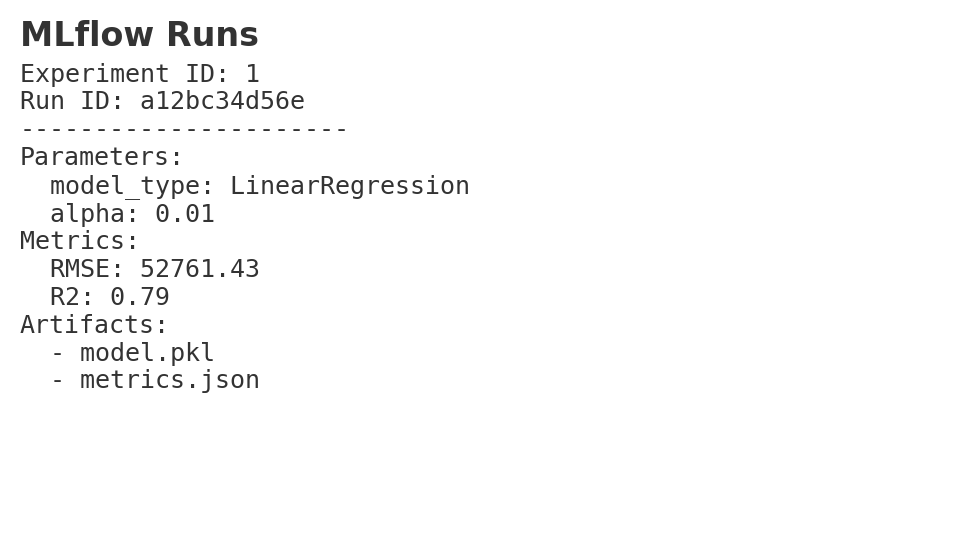 MLflow Runs
Experiment ID: 1
Run ID: a12bc34d56e
----------------------
Parameters:
  model_type: LinearRegression
  alpha: 0.01
Metrics:
  RMSE: 52761.43
  R2: 0.79
Artifacts:
  - model.pkl
  - metrics.json